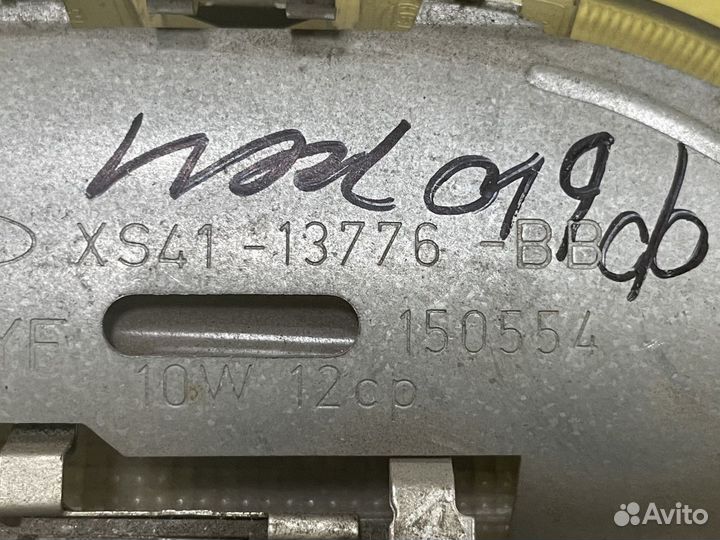 XS41-13776-BB
YF 150554
10W 12cp
Avito